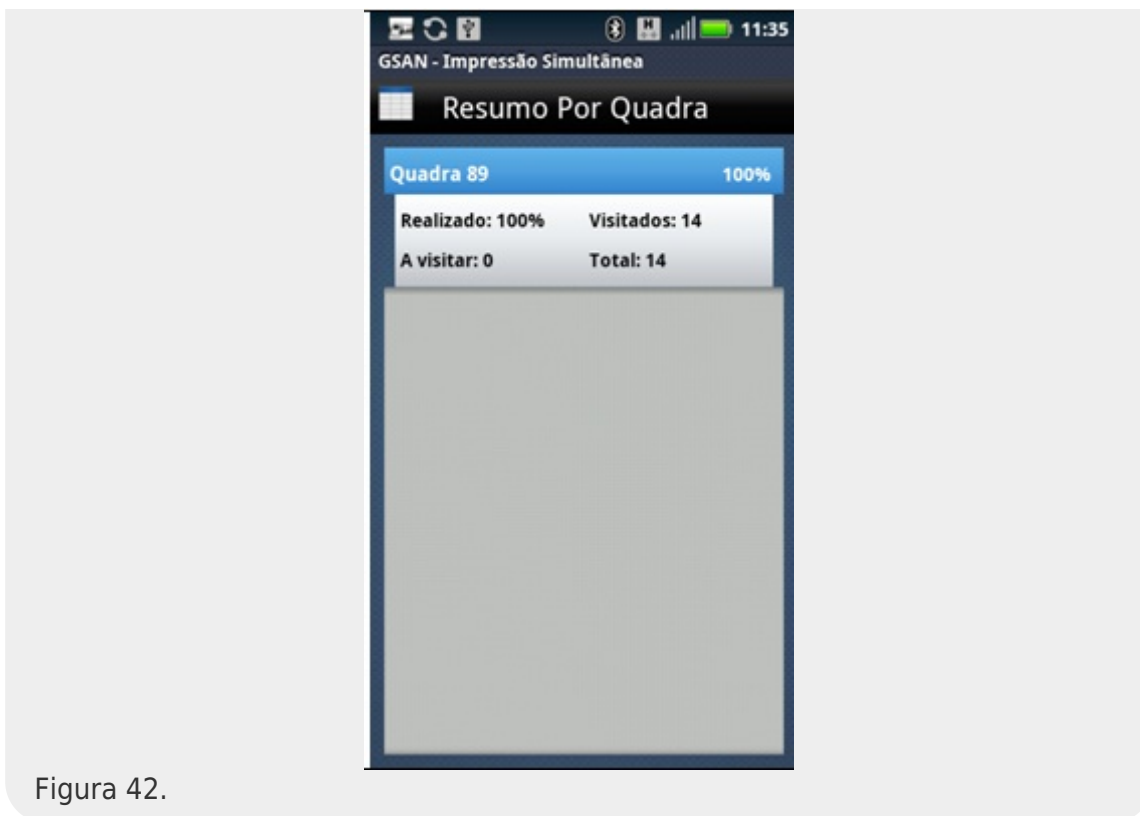 11:35
GSAN - Impressão Simultânea
Resumo Por Quadra
Quadra 89 100%
Realizado: 100% Visitados: 14
A visitar: 0 Total: 14
Figura 42.